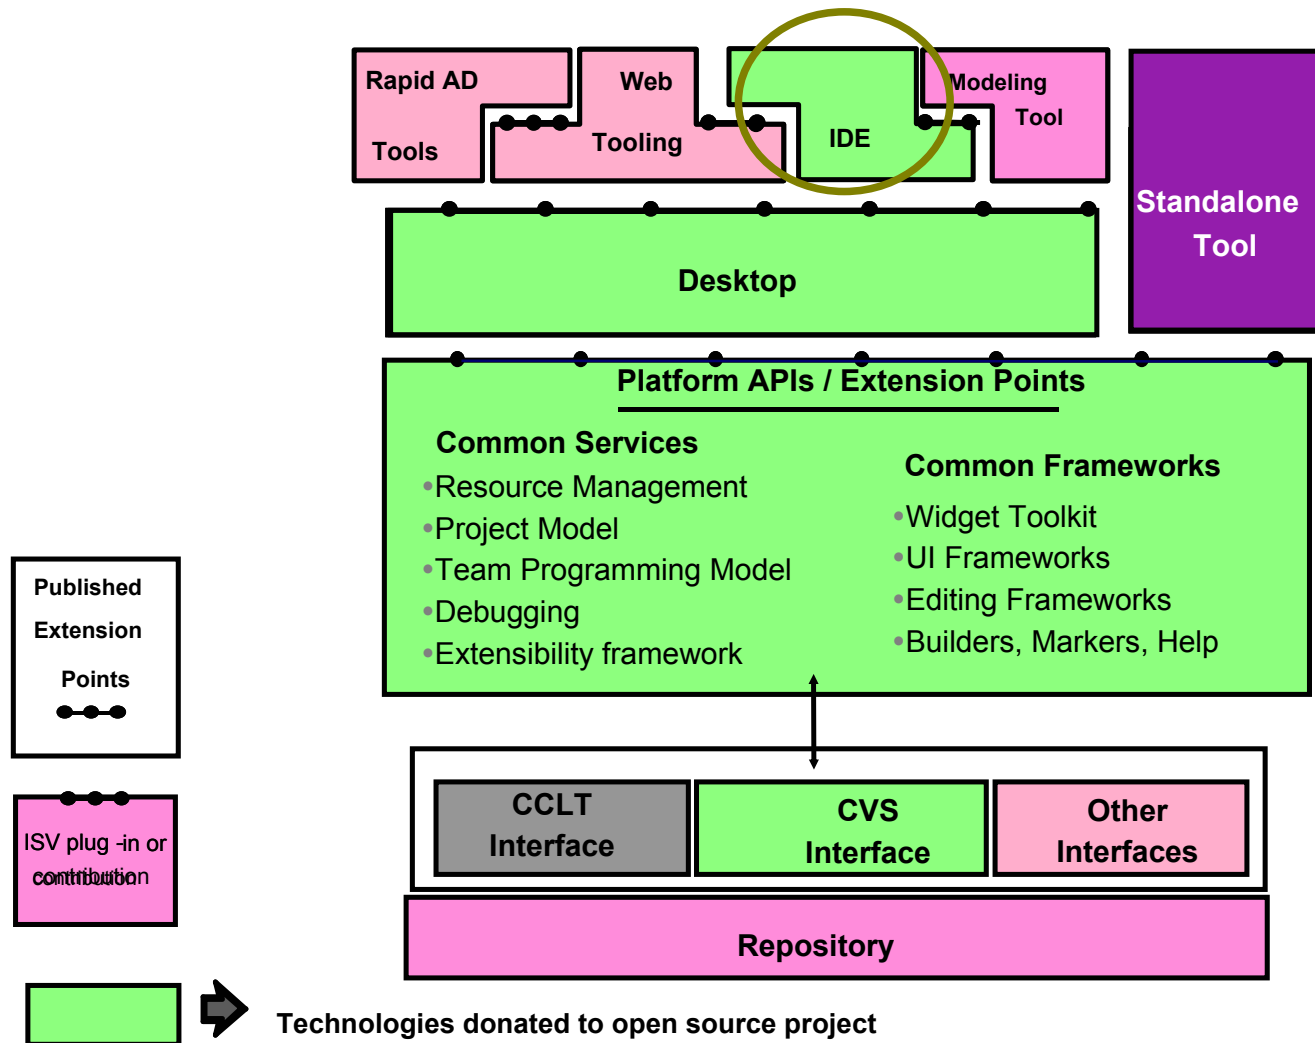 Rapid AD
Tools
Web
Tooling
IDE
Modeling
Tool
Standalone
Tool
Desktop
Platform APIs / Extension Points
Common Services
•Resource Management
•Project Model
•Team Programming Model
•Debugging
•Extensibility framework
Common Frameworks
•Widget Toolkit
•UI Frameworks
•Editing Frameworks
•Builders, Markers, Help
Published
Extension
Points
ISV plug -in or
contribution
CCLT
Interface
CVS
Interface
Other
Interfaces
Repository
Technologies donated to open source project